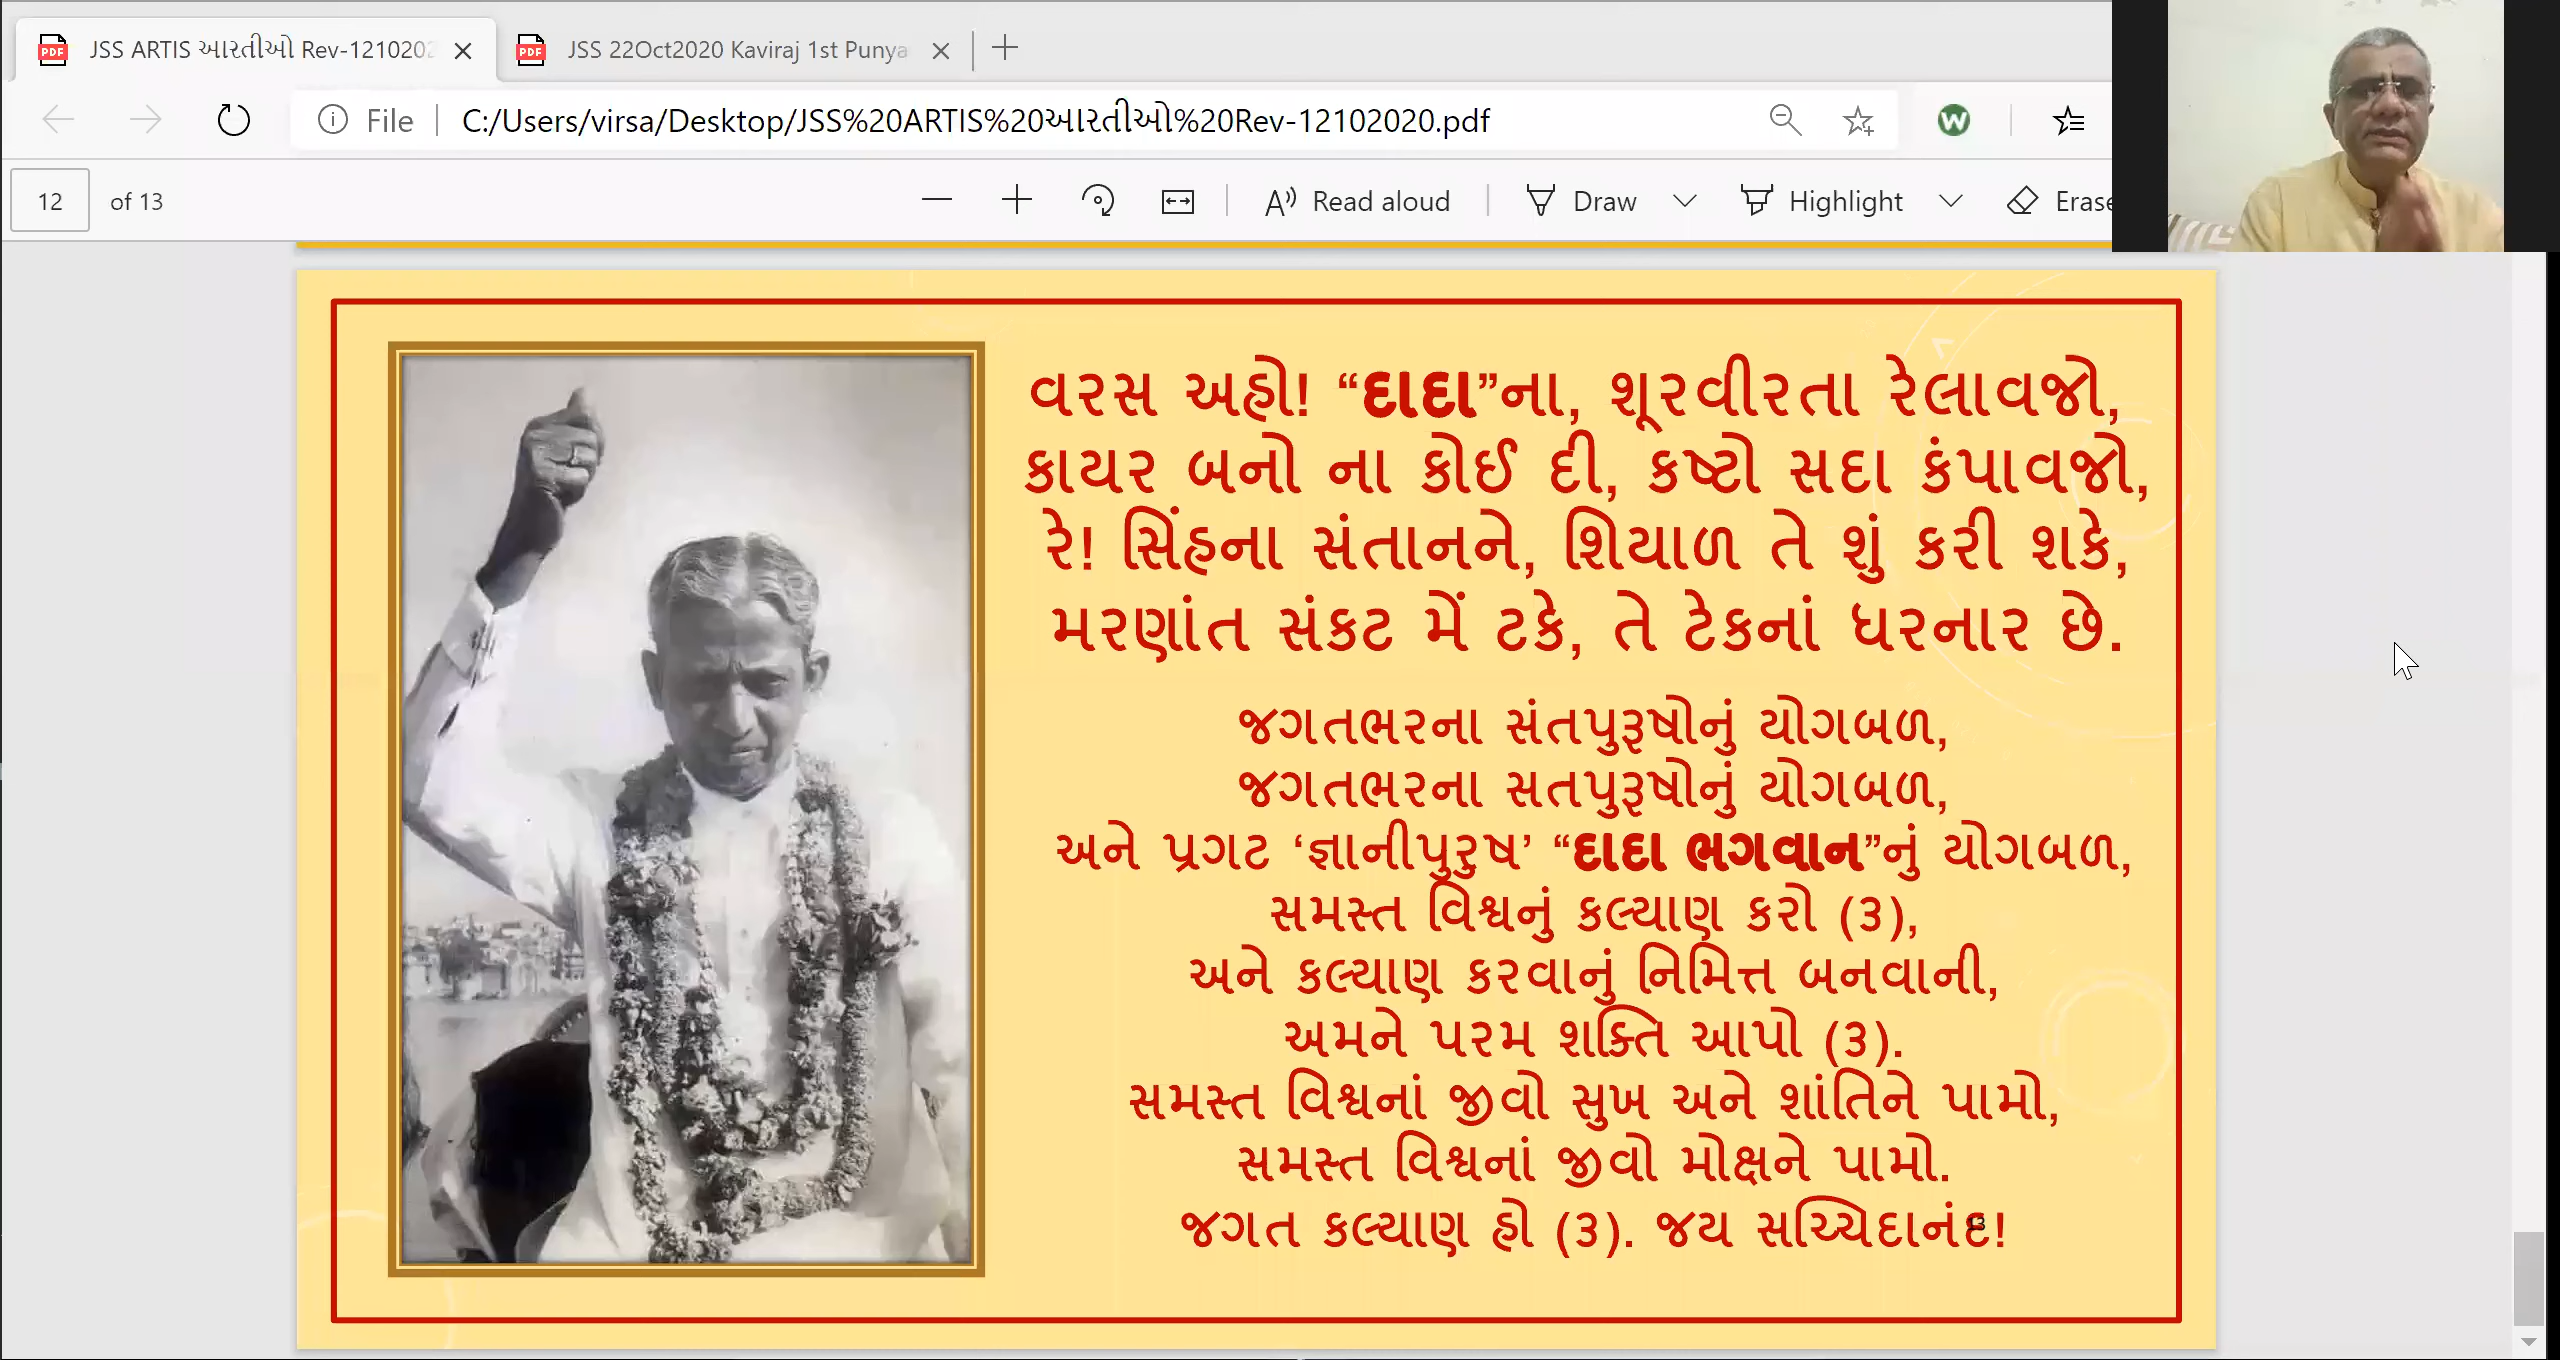 JSS ARTIS આરતીઓ Rev-1210202
JSS 22Oct2020 Kaviraj 1st Punya
File
C:/Users/virsa/Desktop/JSS%20ARTIS%20આરતીઓ%20Rev-12102020.pdf
W
12 of 13
Read aloud
Draw
Highlight
Erase
વરસ અહો! “દાદા”ના, શૂરવીરતા રેલાવજો,
કાયર બનો ના કોઈ દી, કષ્ટો સદા કંપાવજો,
રે! સિંહના સંતાનને, શિયાળ તે શું કરી શકે,
મરણાંત સંકટ મેં ટકે, તે ટેકનાં ધરનાર છે.
જગતભરના સંતપુરૂષોનું યોગબળ,
જગતભરના સતપુરૂષોનું યોગબળ,
અને પ્રગટ ‘જ્ઞાનીપુરુષ’ “દાદા ભગવાન”નું યોગબળ,
સમસ્ત વિશ્વનું કલ્યાણ કરો (૩),
અને કલ્યાણ કરવાનું નિમિત્ત બનવાની,
અમને પરમ શક્તિ આપો (૩).
સમસ્ત વિશ્વનાં જીવો સુખ અને શાંતિને પામો,
સમસ્ત વિશ્વનાં જીવો મોક્ષને પામો.
જગત કલ્યાણ હો (૩). જય સચ્ચિદાનંદ!
13